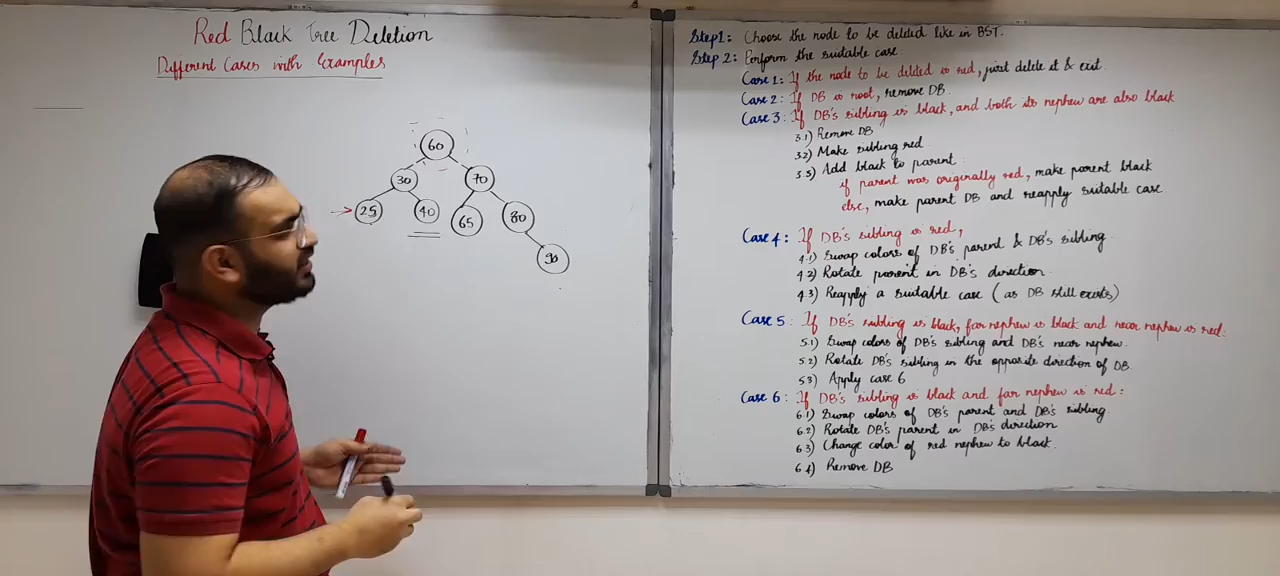 Red Black Tree Deletion
Different Cases with Examples
60
30
70
25
40
65
80
90
Step 1: Choose the node to be deleted like in BST.
Step 2: Perform the suitable case.
Case 1: If the node to be deleted is red, just delete it & exit.
Case 2: If DB is root, remove DB.
Case 3: If DB's sibling is black, and both its nephew are also black
3.1) Remove DB
3.2) Make sibling red.
3.3) Add black to parent:
if parent was originally red, make parent black
else, make parent DB and reapply suitable case.
Case 4: If DB's sibling is red,
4.1) Swap colors of DB's parent & DB's sibling.
4.2) Rotate parent in DB's direction.
4.3) Reapply a suitable case (as DB still exists)
Case 5: If DB's sibling is black, far nephew is black and near nephew is red:
5.1) Swap colors of DB's sibling and DB's near nephew.
5.2) Rotate DB's sibling in the opposite direction of DB.
5.3) Apply case 6
Case 6: If DB's sibling is black and far nephew is red:
6.1) Swap colors of DB's parent and DB's sibling
6.2) Rotate DB's parent in DB's direction
6.3) Change color of red nephew to black.
6.4) Remove DB